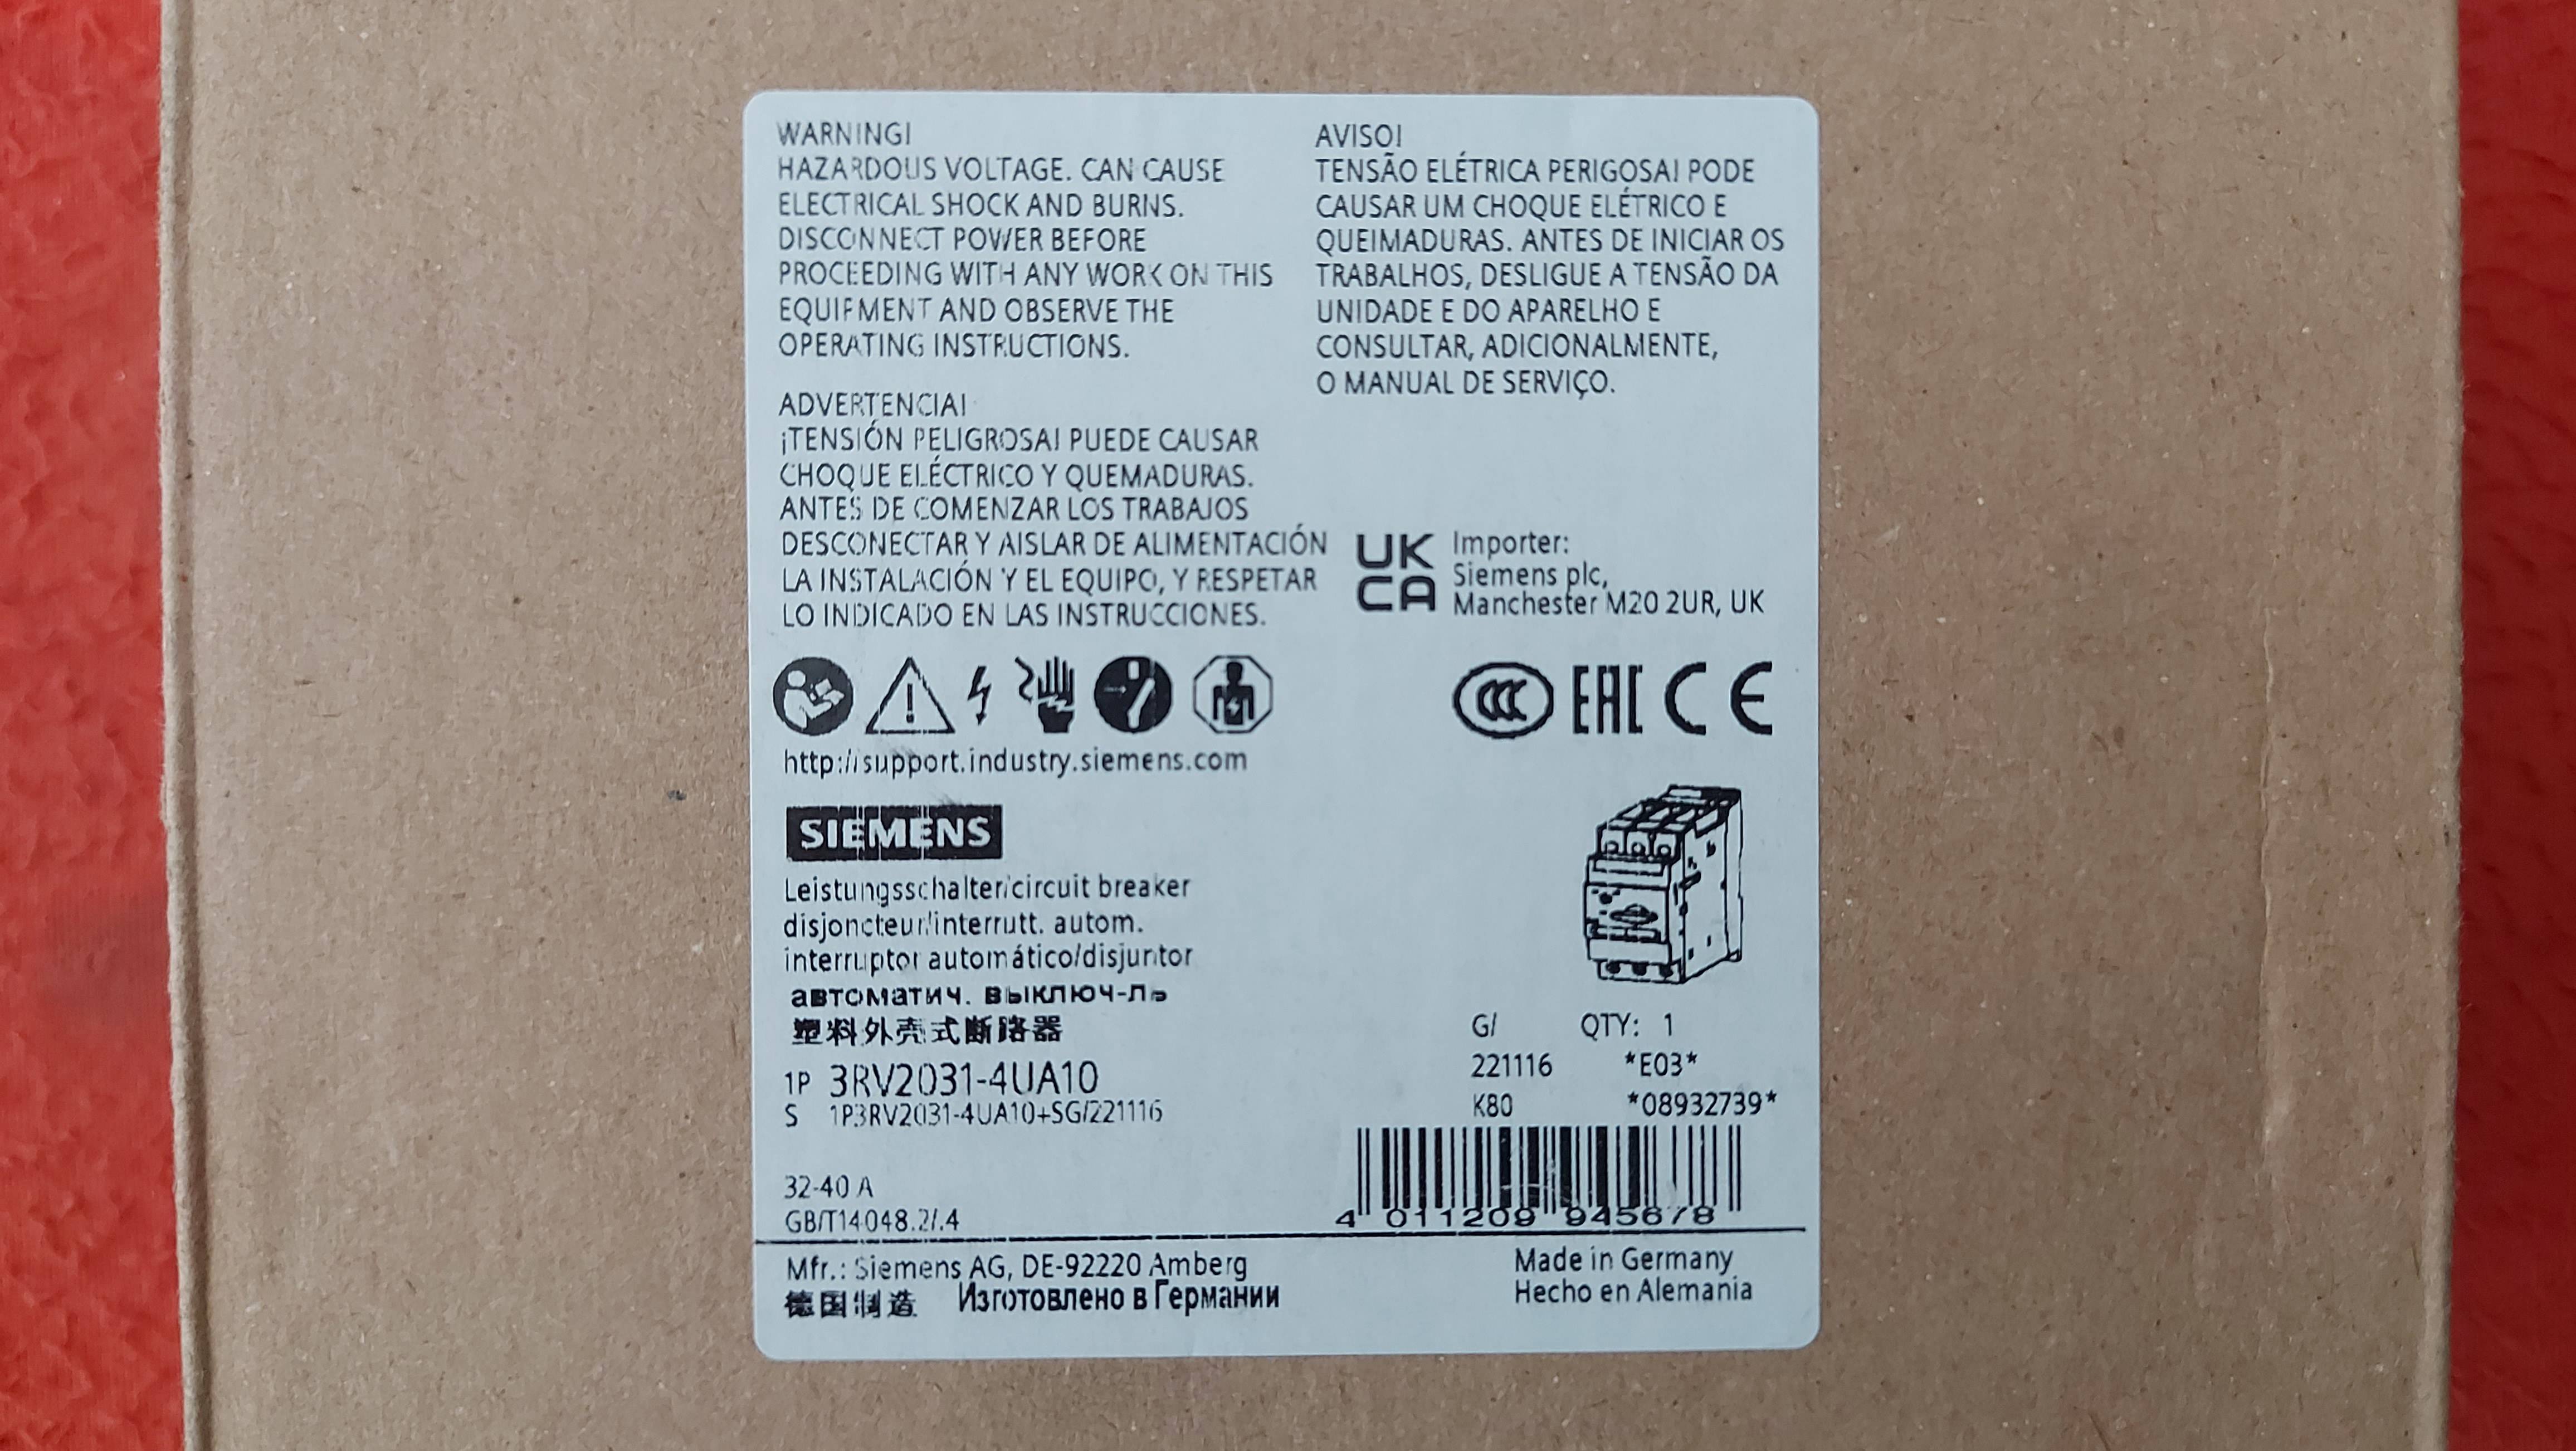 WARNING!
HAZARDOUS VOLTAGE. CAN CAUSE
ELECTRICAL SHOCK AND BURNS.
DISCONNECT POWER BEFORE
PROCEEDING WITH ANY WORK ON THIS
EQUIPMENT AND OBSERVE THE
OPERATING INSTRUCTIONS.
ADVERTENCIA!
¡TENSIÓN PELIGROSA! PUEDE CAUSAR
CHOQUE ELÉCTRICO Y QUEMADURAS.
ANTES DE COMENZAR LOS TRABAJOS
DESCONECTAR Y AISLAR DE ALIMENTACIÓN
LA INSTALACIÓN Y EL EQUIPO, Y RESPETAR
LO INDICADO EN LAS INSTRUCCIONES.
AVISO!
TENSÃO ELÉTRICA PERIGOSA! PODE
CAUSAR UM CHOQUE ELÉTRICO E
QUEIMADURAS. ANTES DE INICIAR OS
TRABALHOS, DESLIGUE A TENSÃO DA
UNIDADE E DO APARELHO E
CONSULTAR, ADICIONALMENTE,
O MANUAL DE SERVIÇO.
UK
CA
Importer:
Siemens plc,
Manchester M20 2UR, UK
CCC EAC CE
http://support.industry.siemens.com
SIEMENS
Leistungsschalter/circuit breaker
disjoncteur/interrutt. autom.
interruptor automático/disjuntor
автоматич. выключ-ль
塑料外壳式断路器
1P 3RV2031-4UA10
S 1P3RV2031-4UA10+SG/221116
G/ QTY: 1
221116 *E03*
K80 *08932739*
32-40 A
GB/T14048.2/.4
4 011209 945678
Mfr.: Siemens AG, DE-92220 Amberg
德国制造 Изготовлено в Германии
Made in Germany
Hecho en Alemania